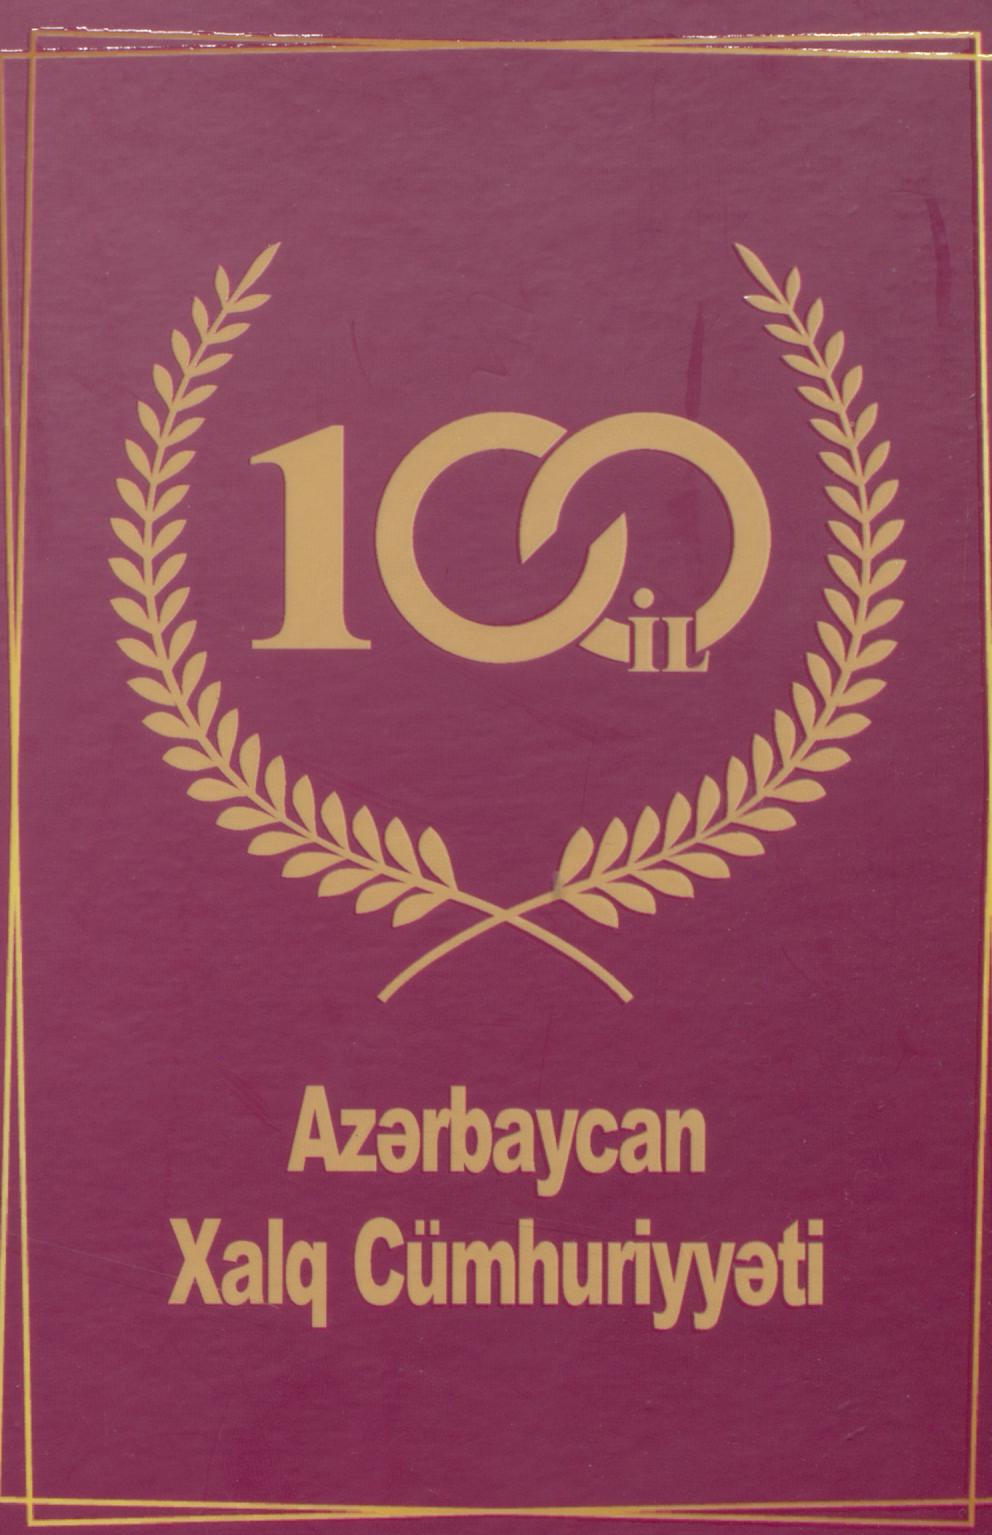 100
İL
Azərbaycan
Xalq Cümhuriyyəti